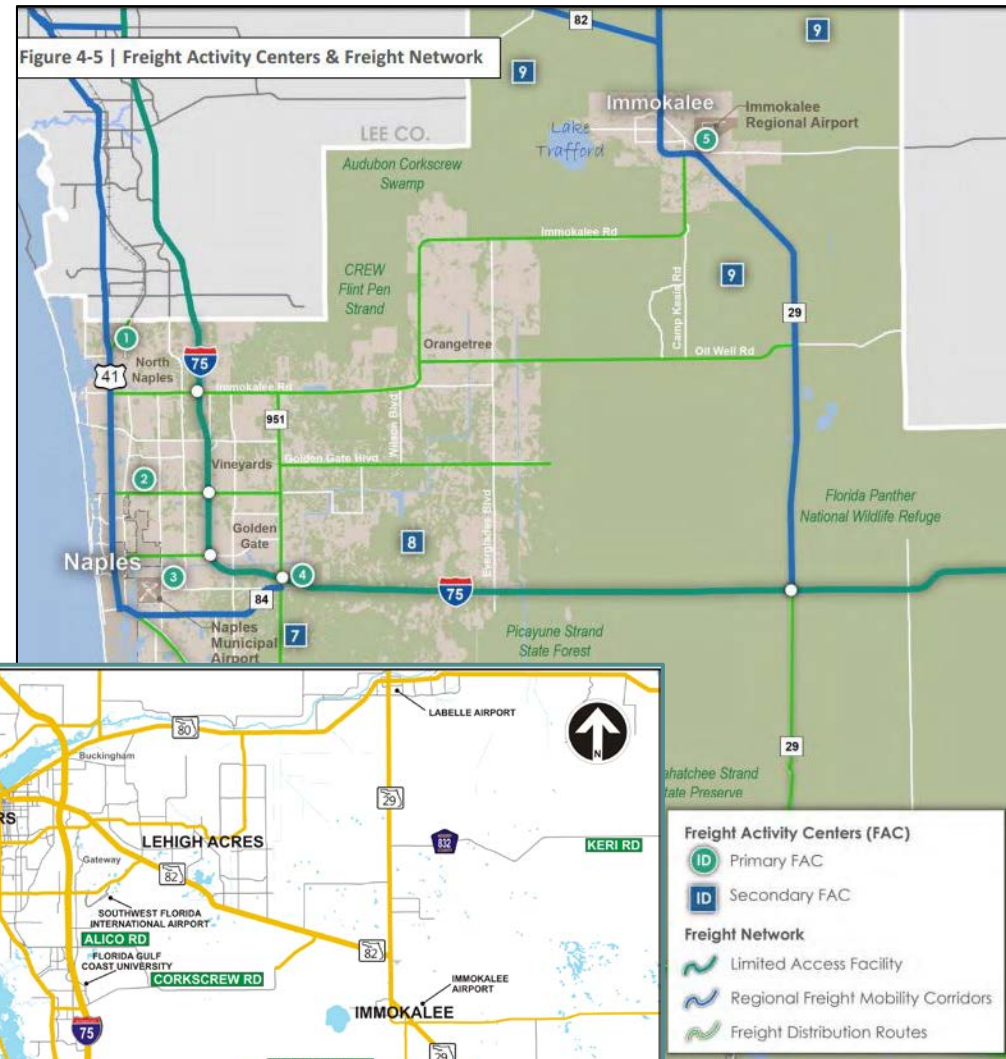 Figure 4-5 | Freight Activity Centers & Freight Network
82
9
9
Immokalee
Immokalee
Regional Airport
5
Lake
Trafford
LEE CO.
Audubon Corkscrew
Swamp
Immokalee Rd
CREW
Flint Pen
Strand
9
Camp Keais Rd
29
1
North
Naples
75
41
Orangetree
Oil Well Rd
Immokalee Rd
951
Wilson Blvd
Vineyards
Golden Gate Blvd
2
Everglades Blvd
Florida Panther
National Wildlife Refuge
Golden
Gate
8
Naples
3
4
75
84
Naples
Municipal
Airport
7
Picayune Strand
State Forest
29
ahatchee Strand
tate Preserve
Freight Activity Centers (FAC)
ID Primary FAC
ID Secondary FAC
Freight Network
Limited Access Facility
Regional Freight Mobility Corridors
Freight Distribution Routes
LABELLE AIRPORT
N
80
Buckingham
RS
29
LEHIGH ACRES
832
KERI RD
Gateway
82
SOUTHWEST FLORIDA
INTERNATIONAL AIRPORT
ALICO RD
FLORIDA GULF
COAST UNIVERSITY
82
CORKSCREW RD
IMMOKALEE
AIRPORT
IMMOKALEE
75
29